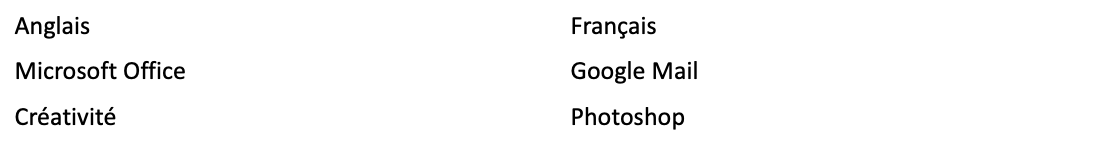 Anglais Français
Microsoft Office Google Mail
Créativité Photoshop